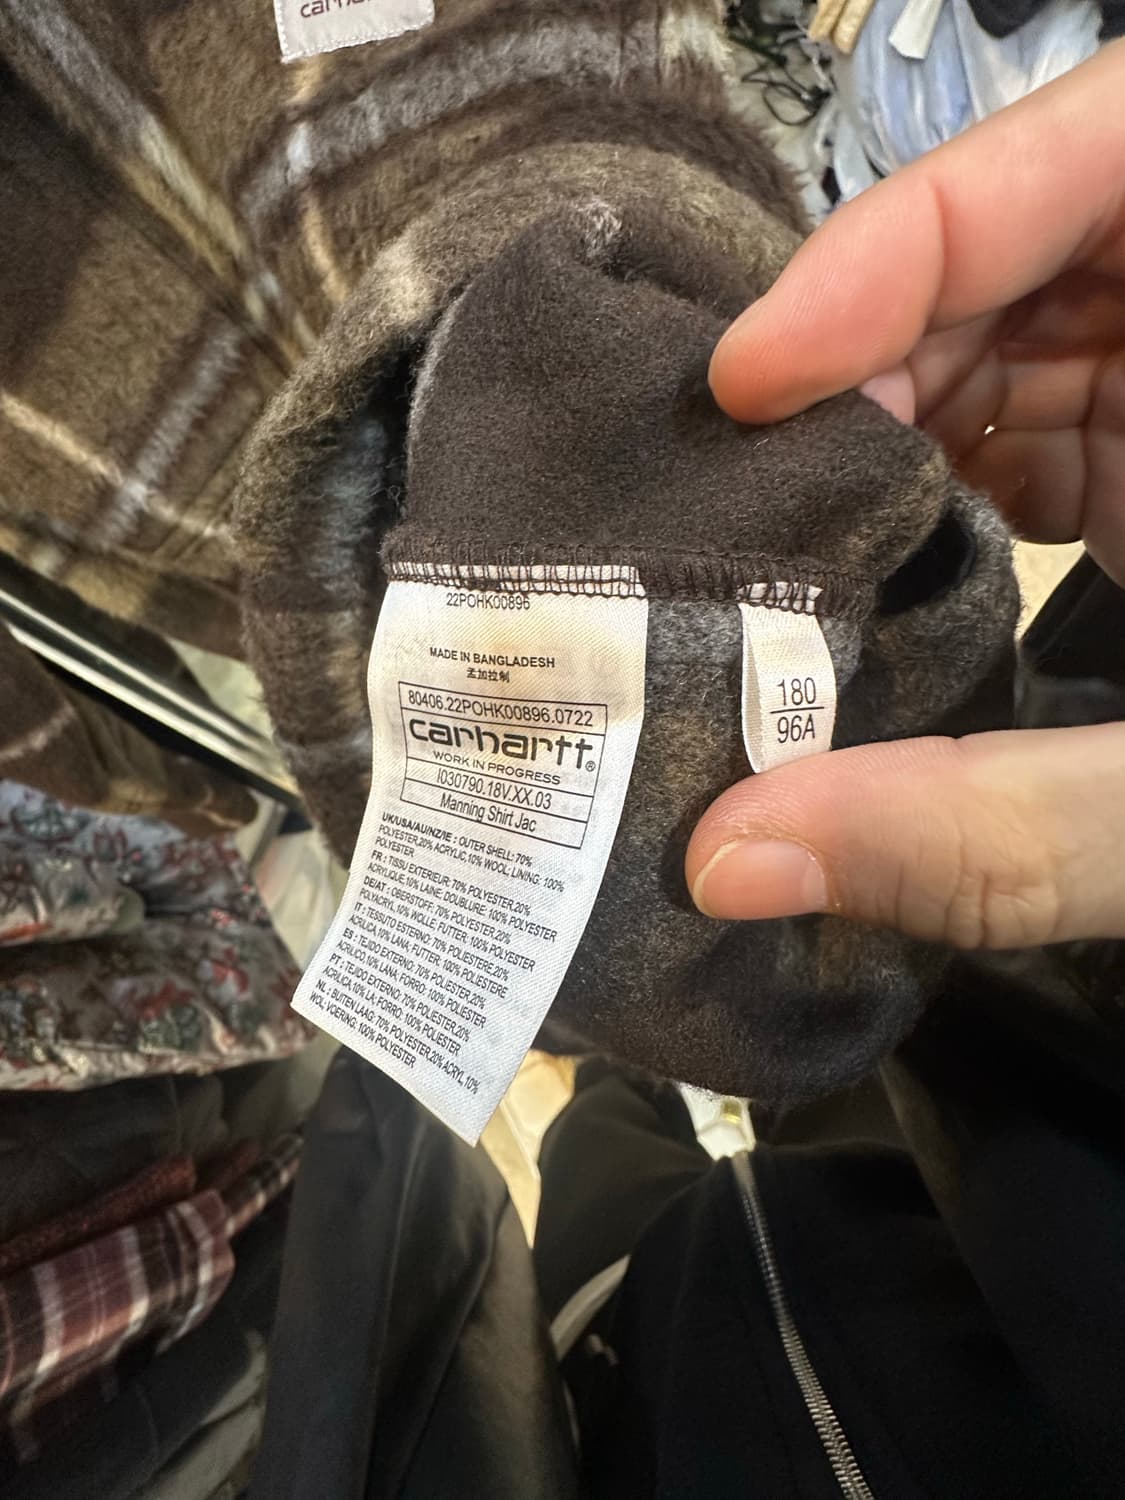 22POHK00896
MADE IN BANGLADESH
孟加拉制
80406.22POHK00896.0722
carhartt®
WORK IN PROGRESS
I030790.18V.XX.03
Manning Shirt Jac
UK/USA/AU/NZ/IE : OUTER SHELL: 70%
POLYESTER,20% ACRYLIC,10% WOOL; LINING: 100%
POLYESTER
FR : TISSU EXTERIEUR: 70% POLYESTER,20%
ACRYLIQUE,10% LAINE; DOUBLURE: 100% POLYESTER
DE/AT : OBERSTOFF: 70% POLYESTER,20%
POLYACRYL,10% WOLLE; FUTTER: 100% POLYESTER
IT : TESSUTO ESTERNO: 70% POLIESTERE,20%
ACRILICA,10% LANA; FUTTER: 100% POLIESTERE
ES : TEJIDO EXTERNO: 70% POLIESTER,20%
ACRÍLICO,10% LANA; FORRO: 100% POLIESTER
PT : TEJIDO EXTERNO: 70% POLIESTER,20%
ACRILICA,10% LA; FORRO: 100% POLIESTER
NL : BUITEN LAAG: 70% POLYESTER,20% ACRYL,10%
WOL; VOERING: 100% POLYESTER
180
96A